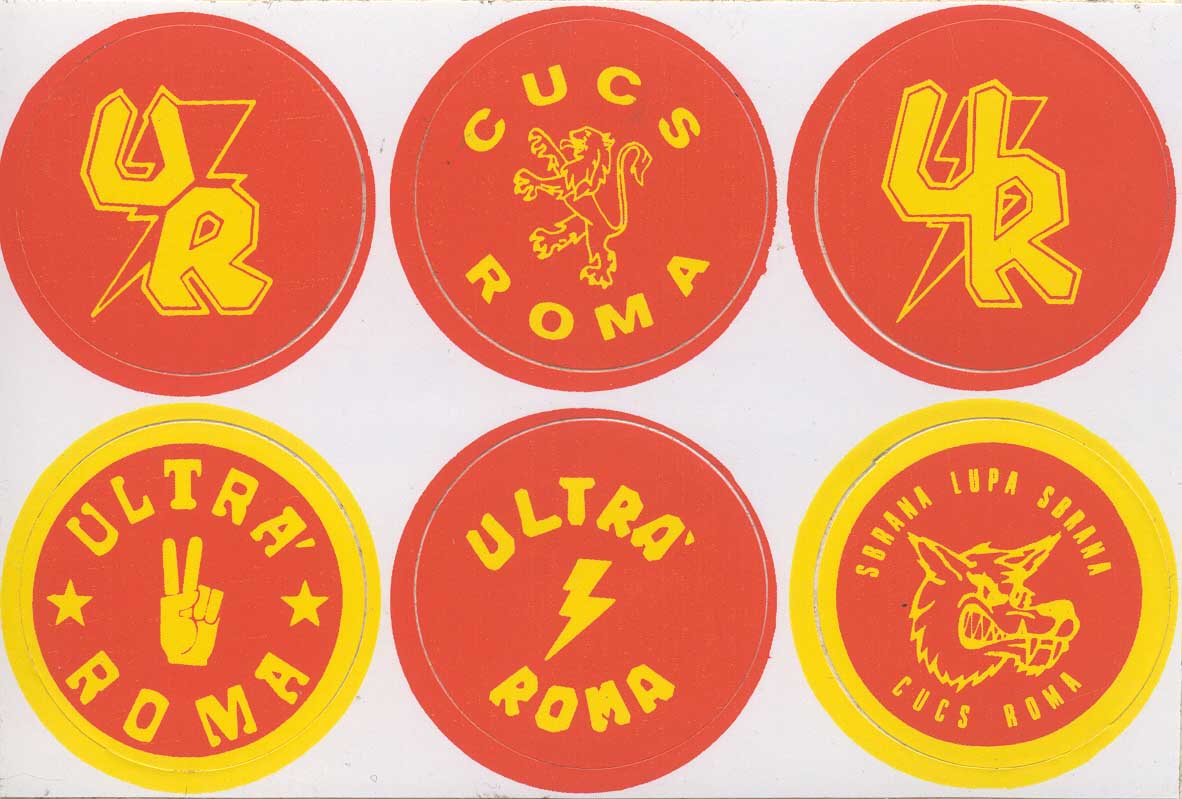 UR
CUCS
ROMA
UR
ULTRA'
ROMA
ULTRA'
ROMA
SBRANA LUPA SBRANA
CUCS ROMA